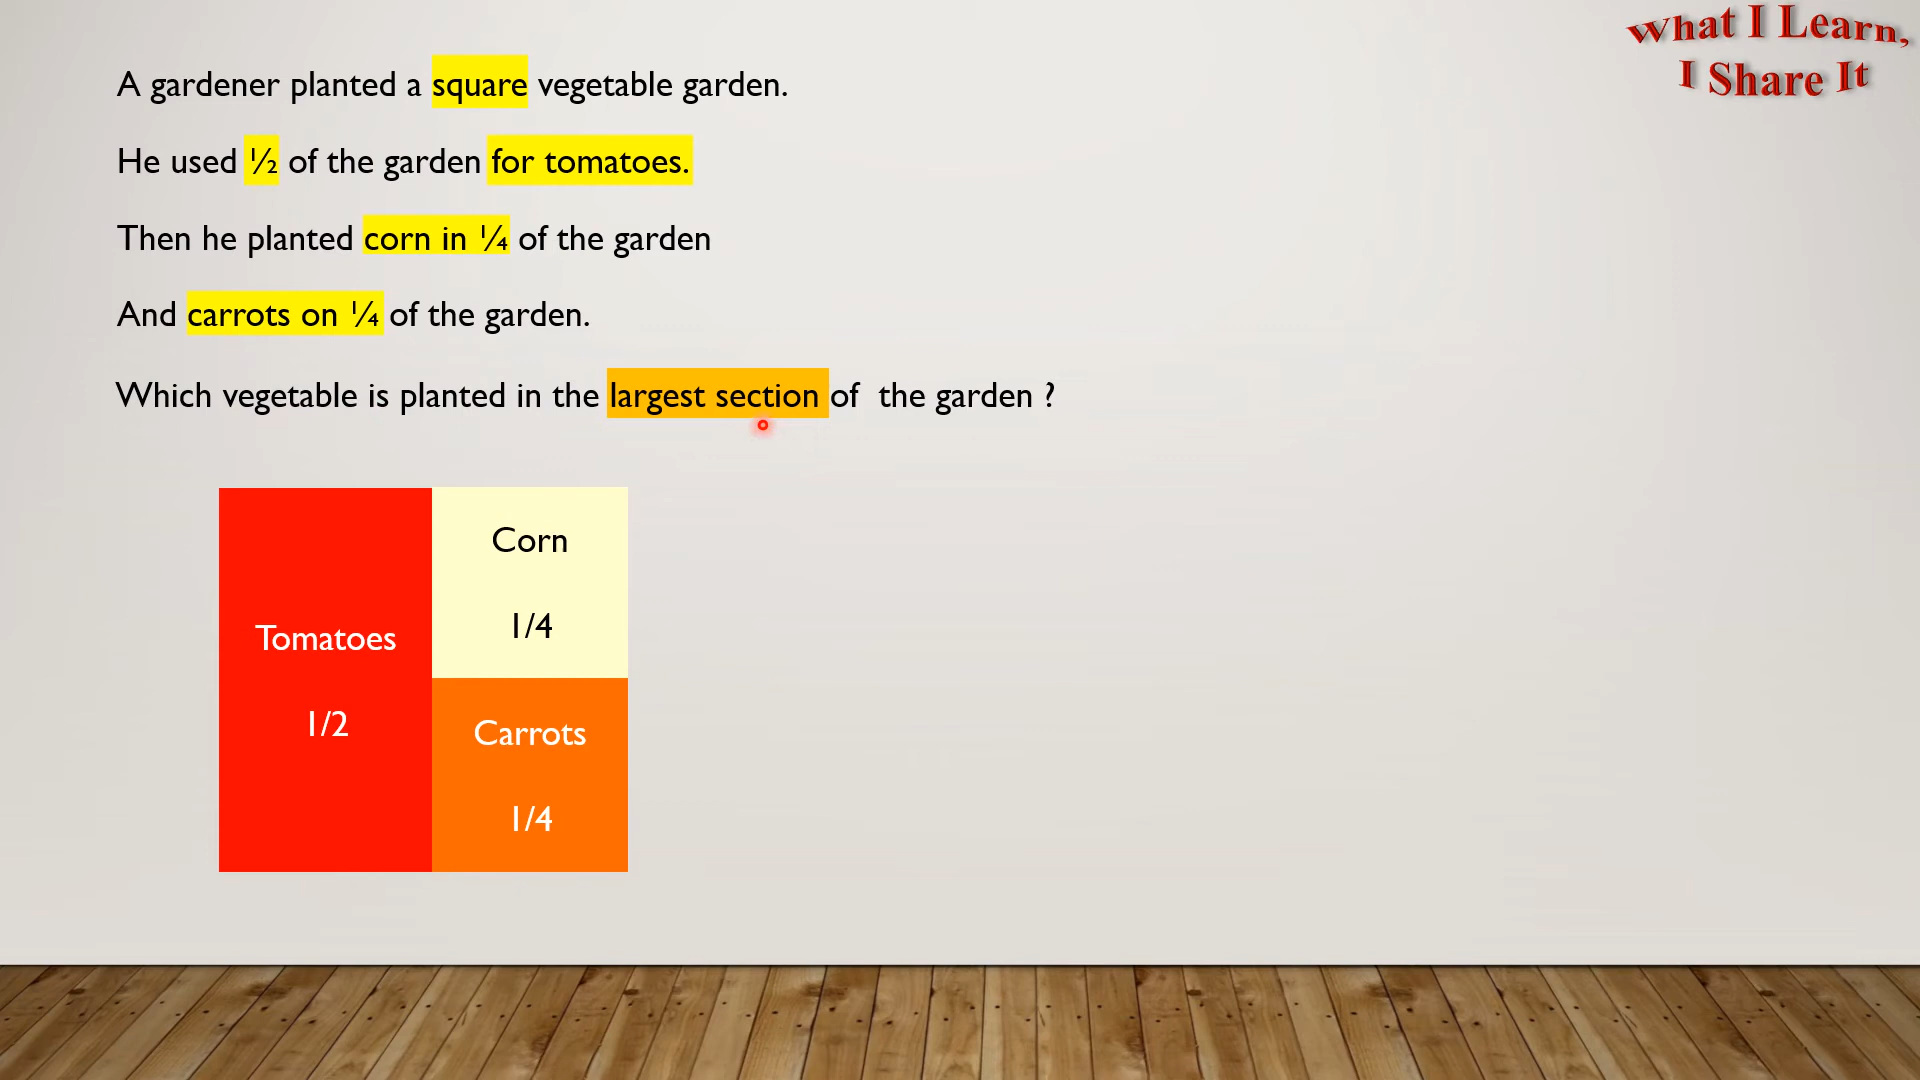 What I Learn,
I Share It
A gardener planted a square vegetable garden.
He used ½ of the garden for tomatoes.
Then he planted corn in ¼ of the garden
And carrots on ¼ of the garden.
Which vegetable is planted in the largest section of the garden ?
Tomatoes
1/2
Corn
1/4
Carrots
1/4